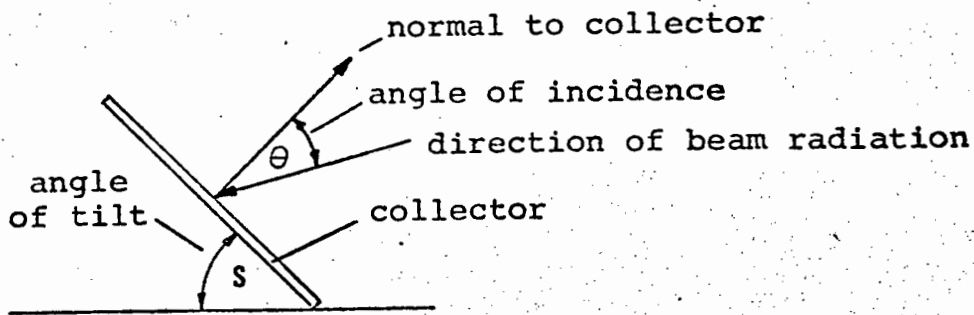 normal to collector
angle of incidence
θ
direction of beam radiation
angle
of tilt
collector
S